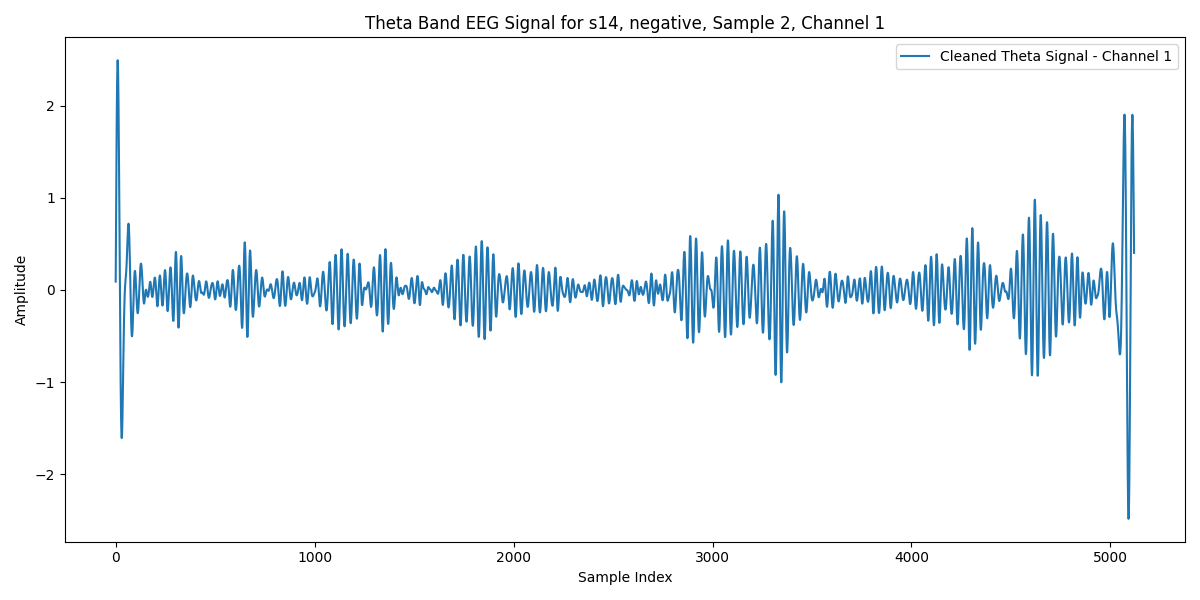 Theta Band EEG Signal for s14, negative, Sample 2, Channel 1
Cleaned Theta Signal - Channel 1
Amplitude
2
1
0
−1
−2
0 1000 2000 3000 4000 5000
Sample Index